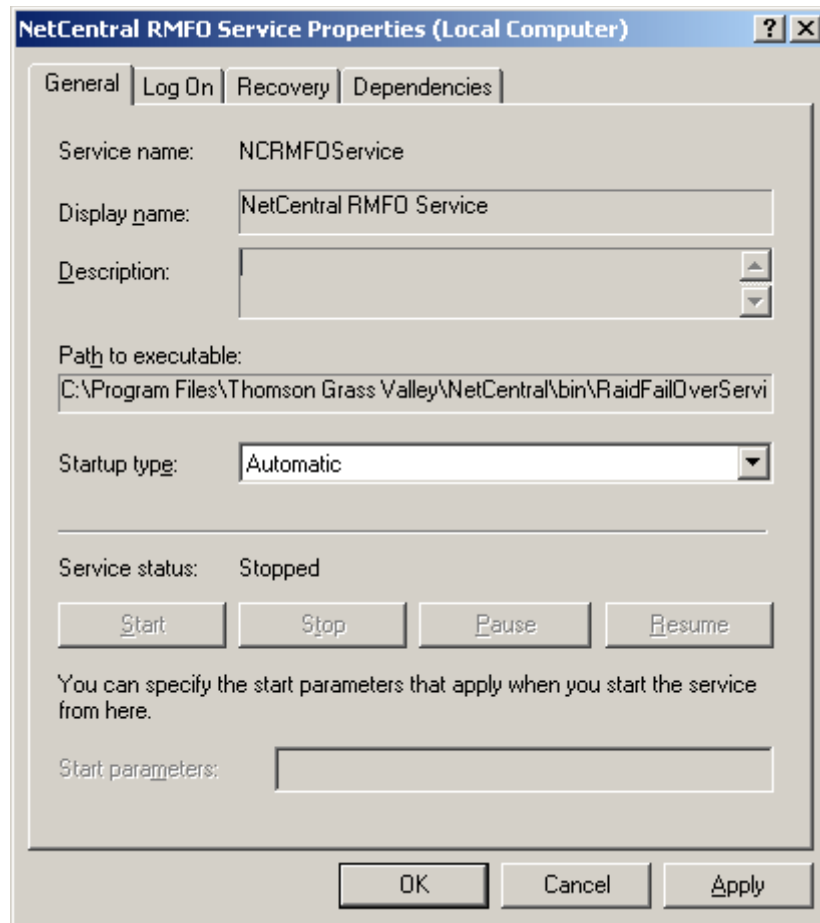 NetCentral RMFO Service Properties (Local Computer)
General Log On Recovery Dependencies
Service name: NCRMFOService
Display name: NetCentral RMFO Service
Description:
Path to executable:
C:\Program Files\Thomson Grass Valley\NetCentral\bin\RaidFailOverServi
Startup type: Automatic
Service status: Stopped
Start Stop Pause Resume
You can specify the start parameters that apply when you start the service
from here.
Start parameters:
OK Cancel Apply